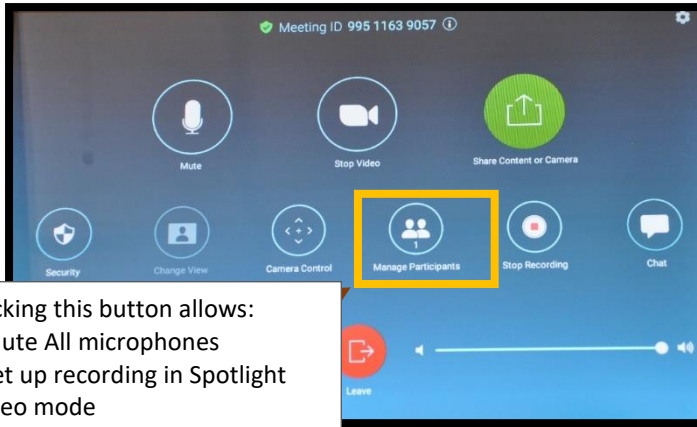 Meeting ID 995 1163 9057
Mute
Stop Video
Share Content or Camera
1
Security
Change View
Camera Control
Manage Participants
Stop Recording
Chat
cking this button allows:
ute All microphones
et up recording in Spotlight
eo mode
Leave